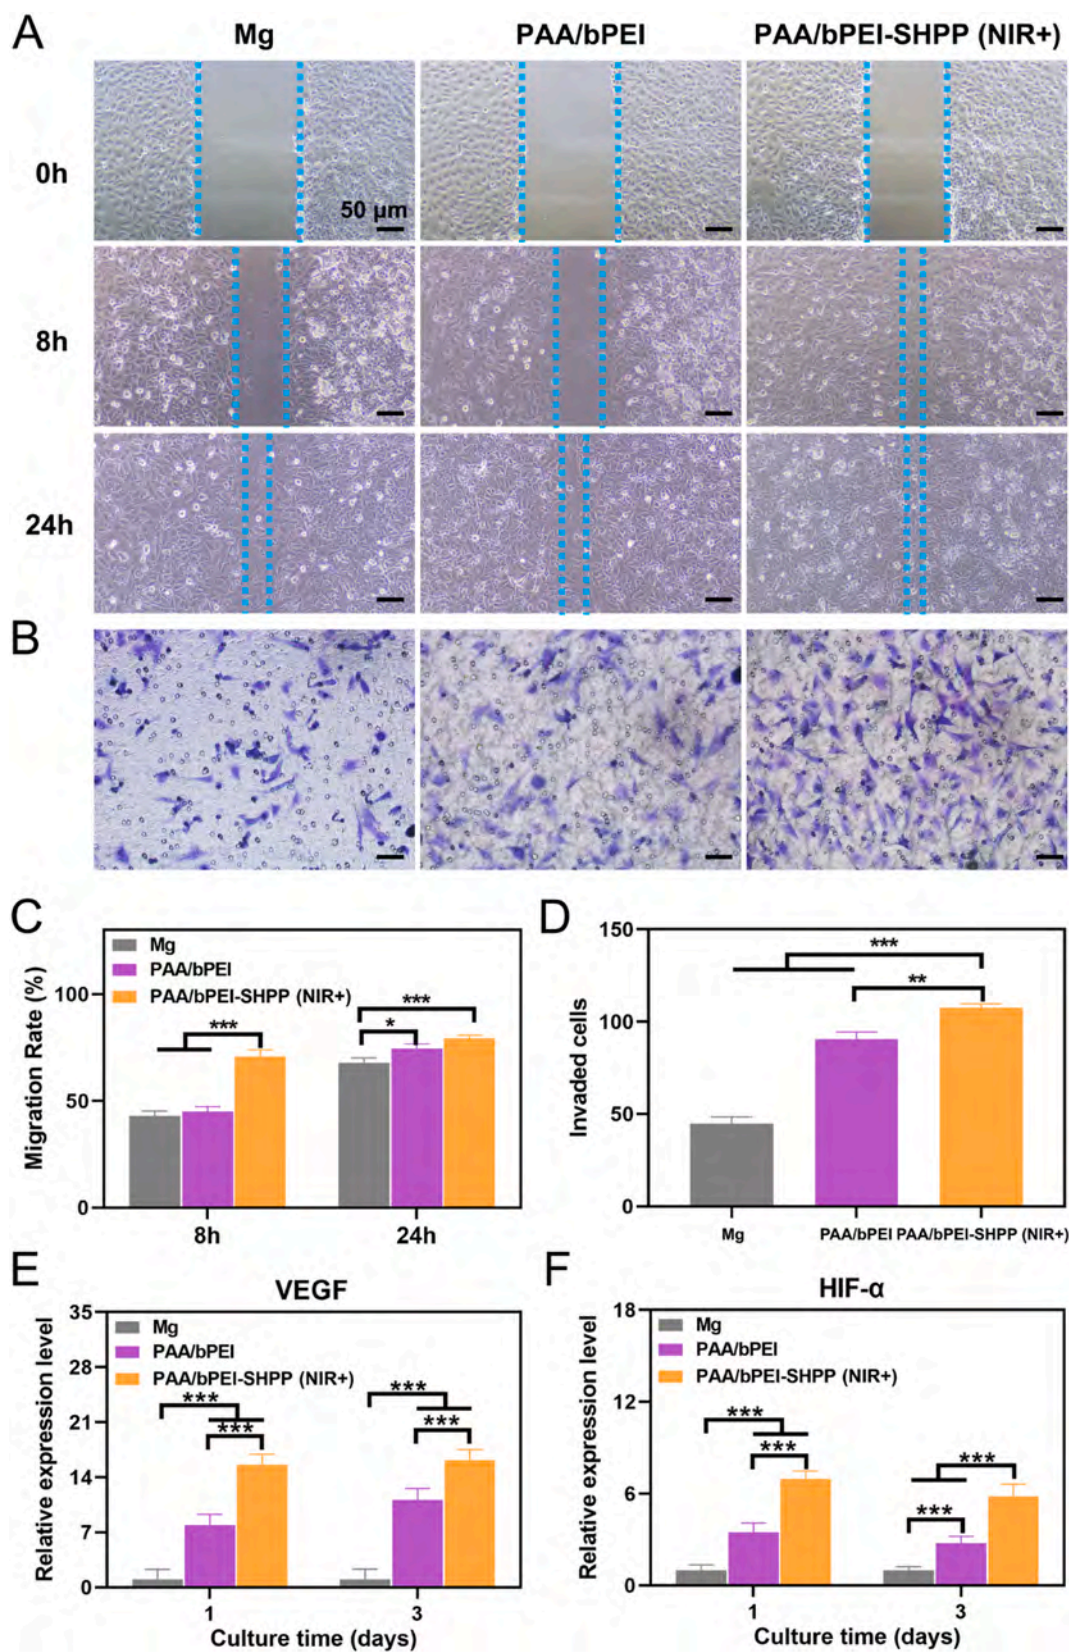 A
Mg PAA/bPEI PAA/bPEI-SHPP (NIR+)
0h
50 μm
8h
24h
B
C
Migration Rate (%)
100
50
0
Mg
PAA/bPEI
PAA/bPEI-SHPP (NIR+)
***
***
*
8h 24h
D
Invaded cells
150
100
50
0
***
**
Mg PAA/bPEI PAA/bPEI-SHPP (NIR+)
E
VEGF
Relative expression level
35
28
21
14
7
0
Mg
PAA/bPEI
PAA/bPEI-SHPP (NIR+)
***
***
***
***
1 3
Culture time (days)
F
HIF-α
Relative expression level
18
12
6
0
Mg
PAA/bPEI
PAA/bPEI-SHPP (NIR+)
***
***
***
***
1 3
Culture time (days)